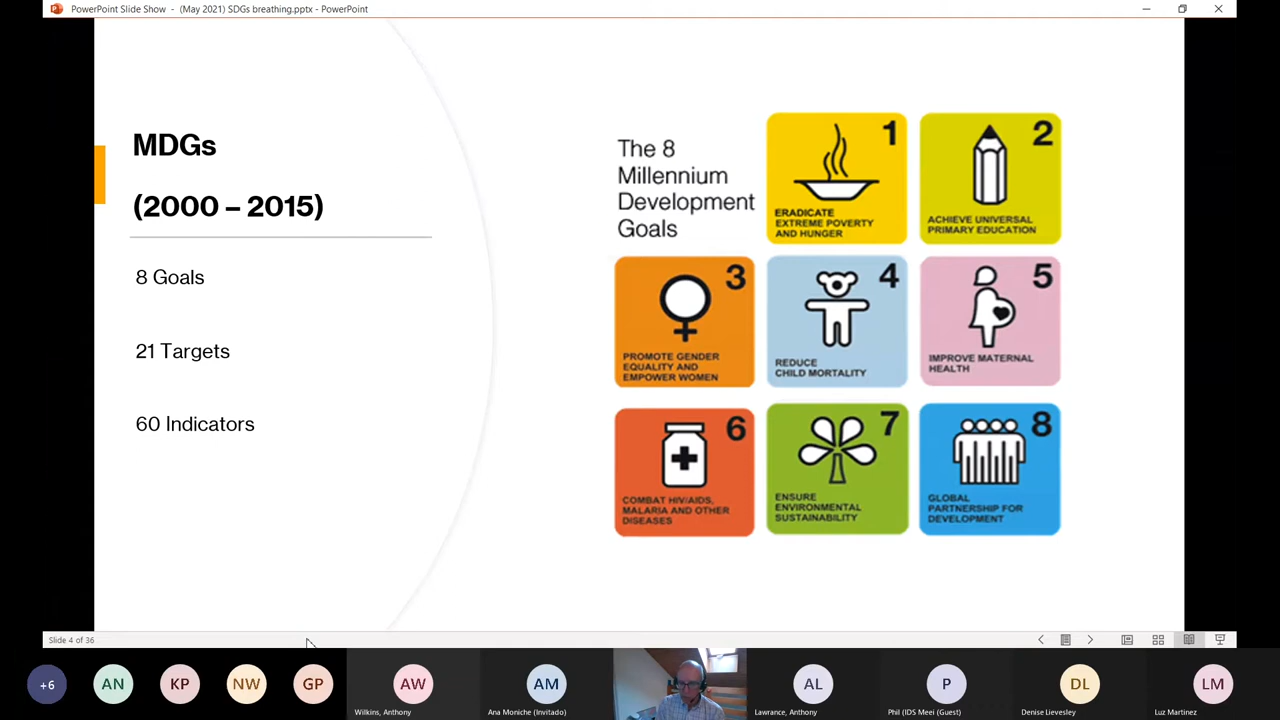 PowerPoint Slide Show - (May 2021) SDGs breathing.pptx - PowerPoint
MDGs
(2000 – 2015)
8 Goals
21 Targets
60 Indicators
The 8
Millennium
Development
Goals
1
ERADICATE
EXTREME POVERTY
AND HUNGER
2
ACHIEVE UNIVERSAL
PRIMARY EDUCATION
3
PROMOTE GENDER
EQUALITY AND
EMPOWER WOMEN
4
REDUCE
CHILD MORTALITY
5
IMPROVE MATERNAL
HEALTH
6
COMBAT HIV/AIDS,
MALARIA AND OTHER
DISEASES
7
ENSURE
ENVIRONMENTAL
SUSTAINABILITY
8
GLOBAL
PARTNERSHIP FOR
DEVELOPMENT
Slide 4 of 36
+6
AN
KP
NW
GP
AW
Wilkins, Anthony
AM
Ana Moniche (Invitado)
AL
Lawrance, Anthony
P
Phil (IDS Meei (Guest)
DL
Denise Lievesley
LM
Luz Martinez